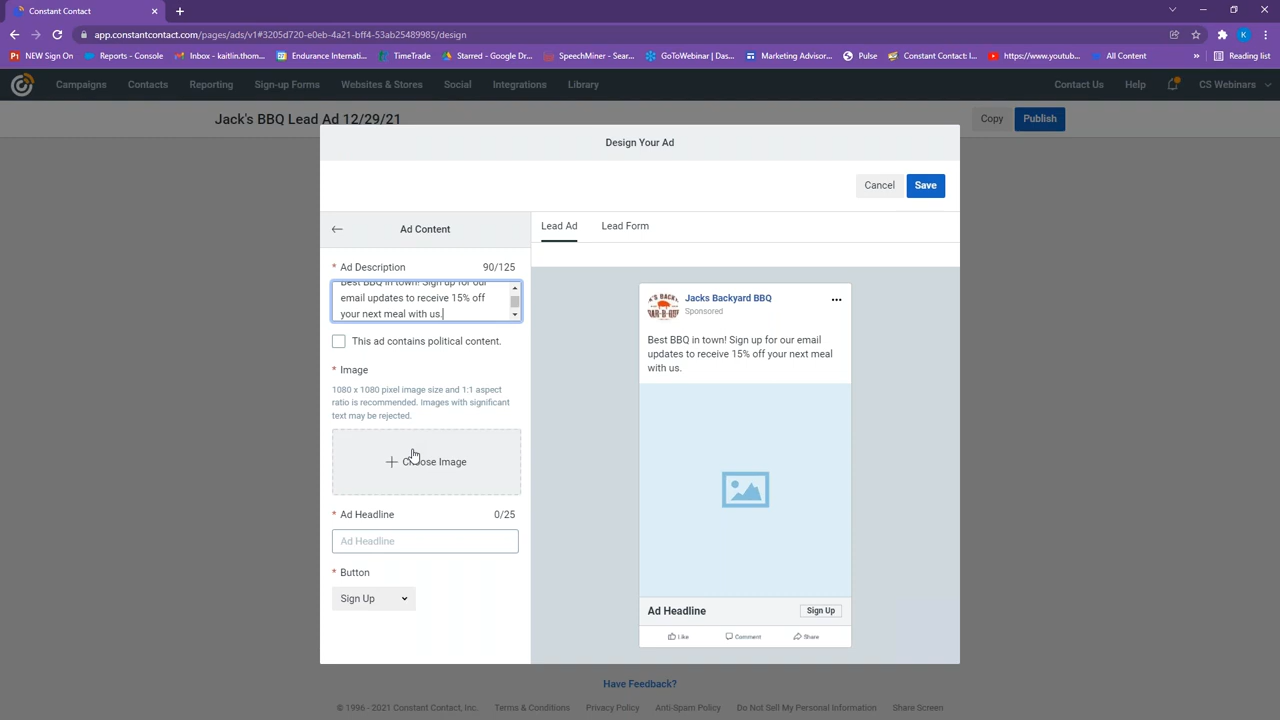 Constant Contact
app.constantcontact.com/pages/ads/v1#3205d720-e0eb-4a21-bff4-53ab25489985/design
K
NEW Sign On
Reports - Console
Inbox - kaitlin.thom...
Endurance Internati...
TimeTrade
Starred - Google Dr...
SpeechMiner - Sear...
GoToWebinar | Das...
Marketing Advisor...
Pulse
Constant Contact: I...
https://www.youtub...
All Content
»
Reading list
Campaigns
Contacts
Reporting
Sign-up Forms
Websites & Stores
Social
Integrations
Library
Contact Us
Help
CS Webinars
Jack's BBQ Lead Ad 12/29/21
Copy
Publish
Design Your Ad
Cancel
Save
Ad Content
Lead Ad
Lead Form
* Ad Description 90/125
Best BBQ in town! Sign up for our
email updates to receive 15% off
your next meal with us.
This ad contains political content.
* Image
1080 x 1080 pixel image size and 1:1 aspect
ratio is recommended. Images with significant
text may be rejected.
Choose Image
* Ad Headline 0/25
Ad Headline
* Button
Sign Up
Jacks Backyard BBQ
Sponsored
Best BBQ in town! Sign up for our email
updates to receive 15% off your next meal
with us.
Ad Headline
Sign Up
Like
Comment
Share
Have Feedback?
© 1996 - 2021 Constant Contact, Inc.
Terms & Conditions
Privacy Policy
Anti-Spam Policy
Do Not Sell My Personal Information
Share Screen